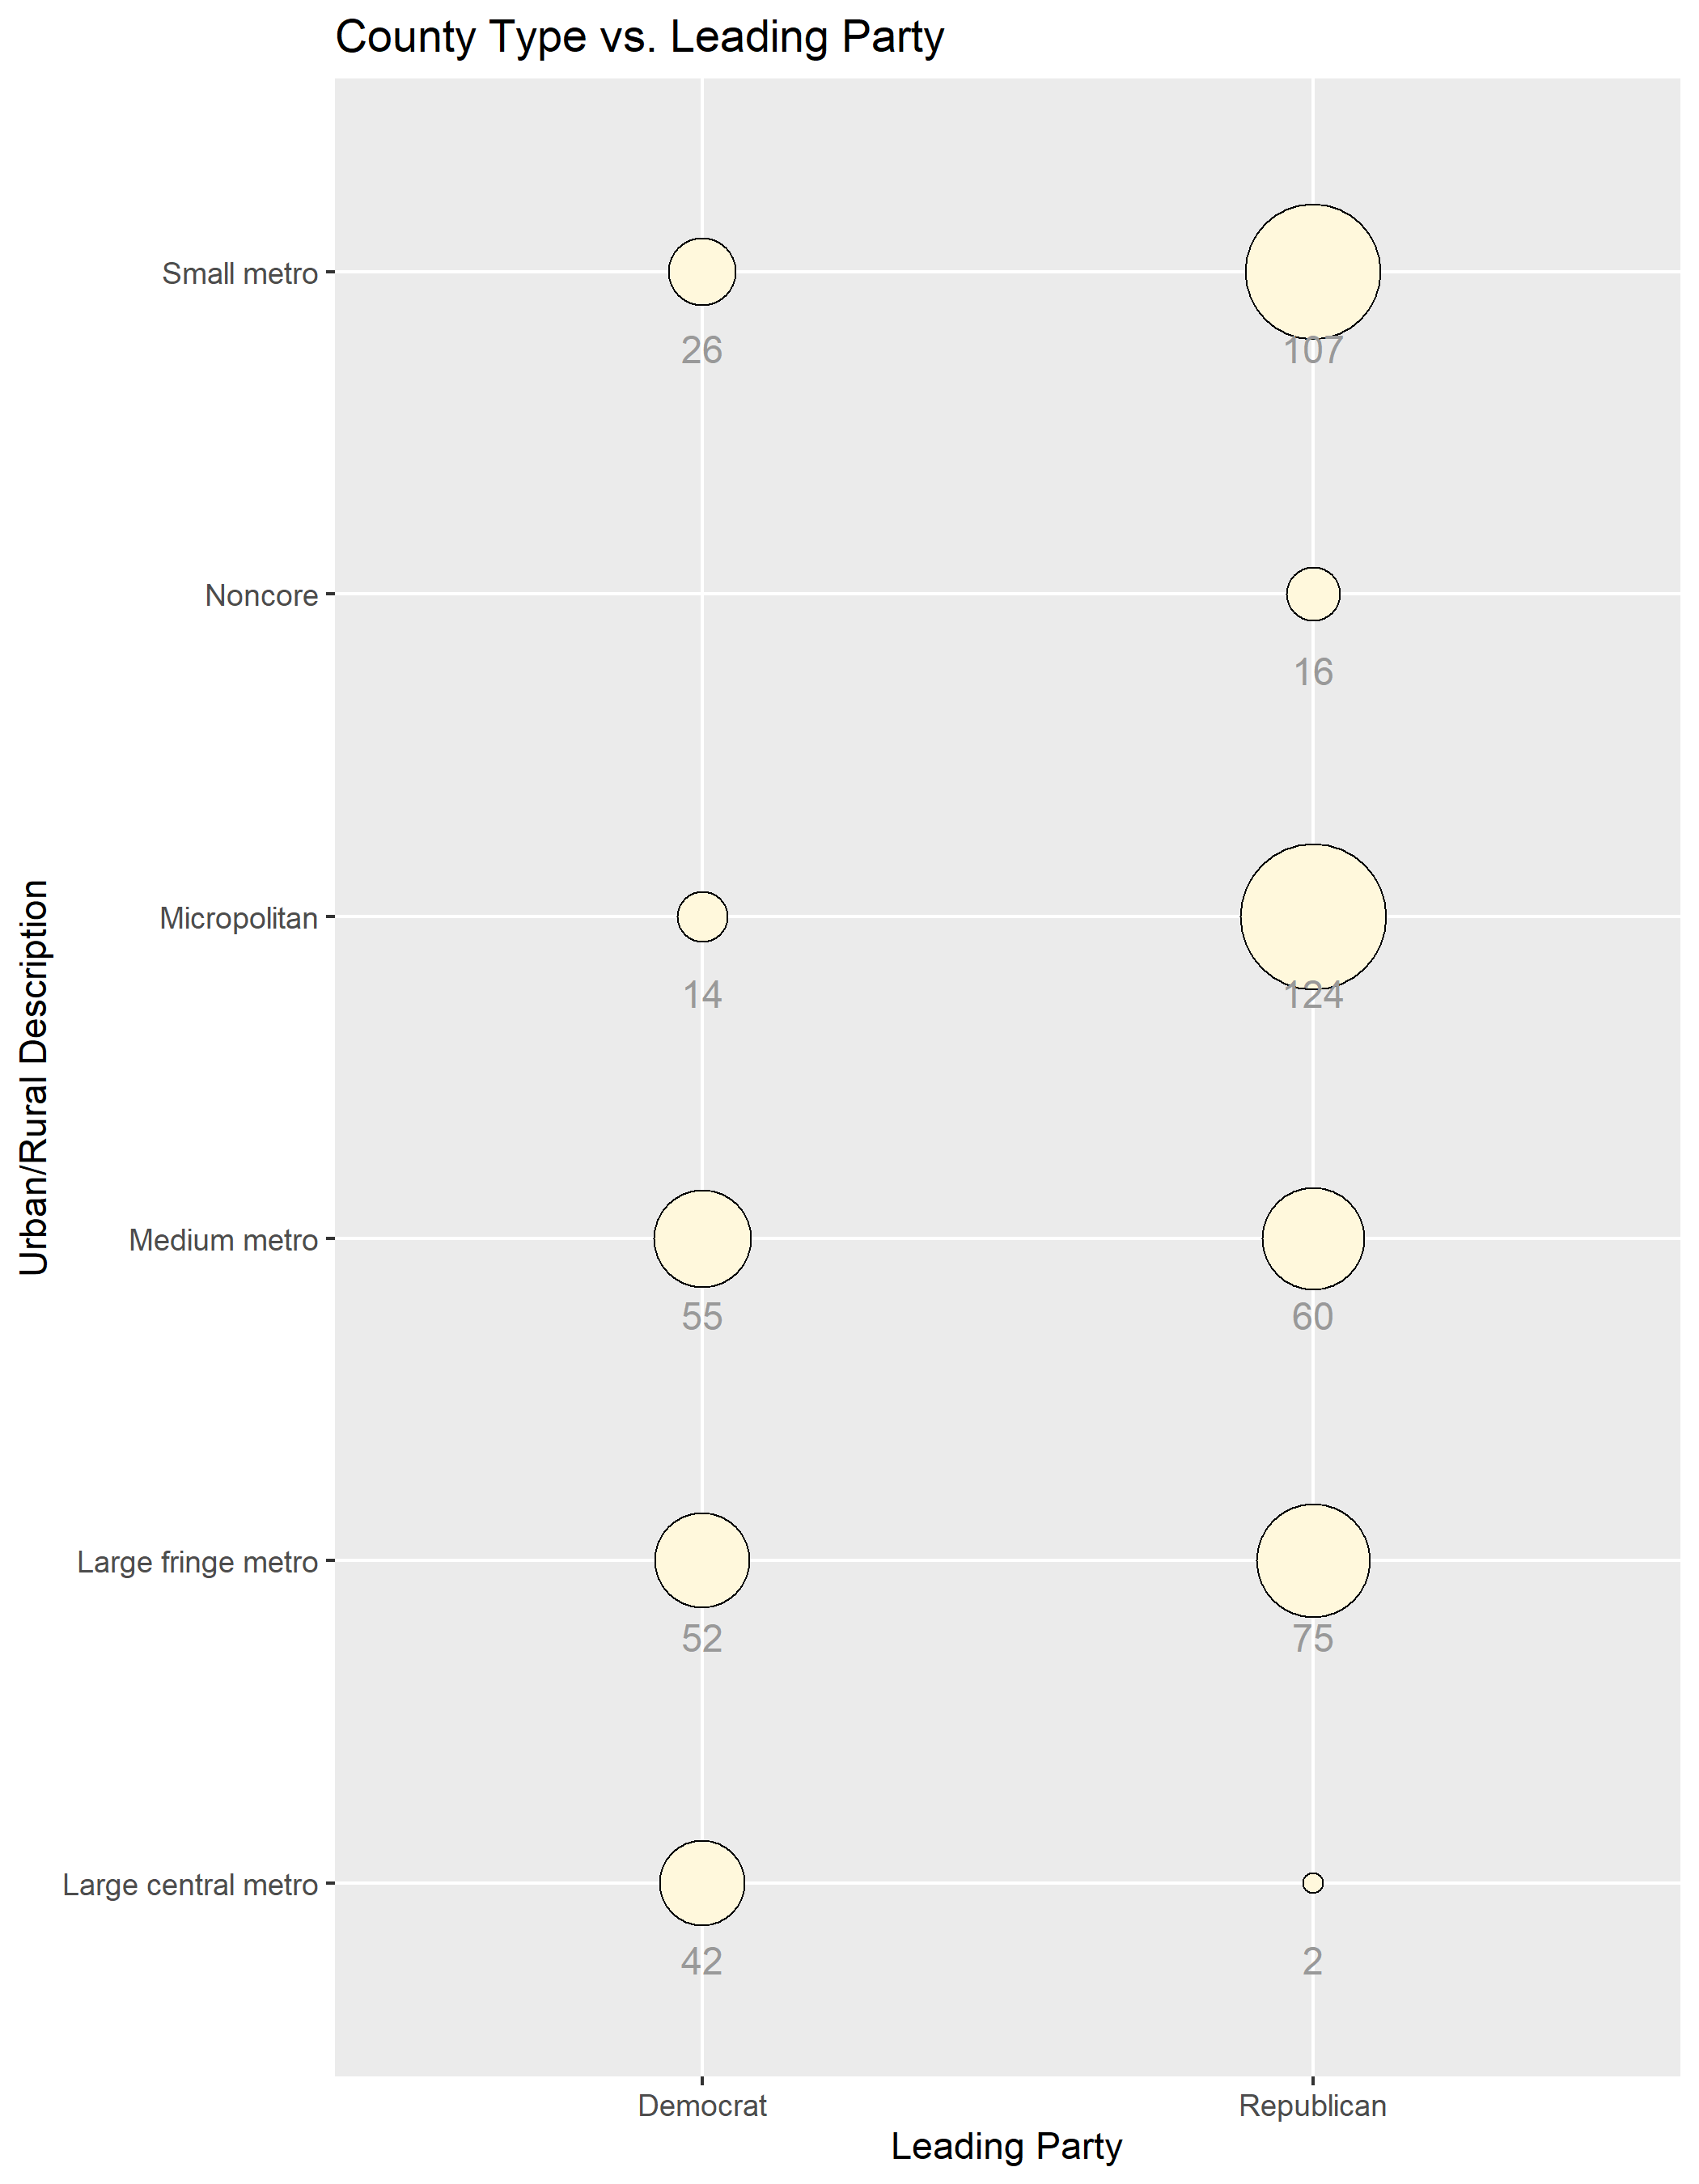 County Type vs. Leading Party
Urban/Rural Description
Small metro
26
107
Noncore
16
Micropolitan
14
124
Medium metro
55
60
Large fringe metro
52
75
Large central metro
42
2
Democrat
Republican
Leading Party